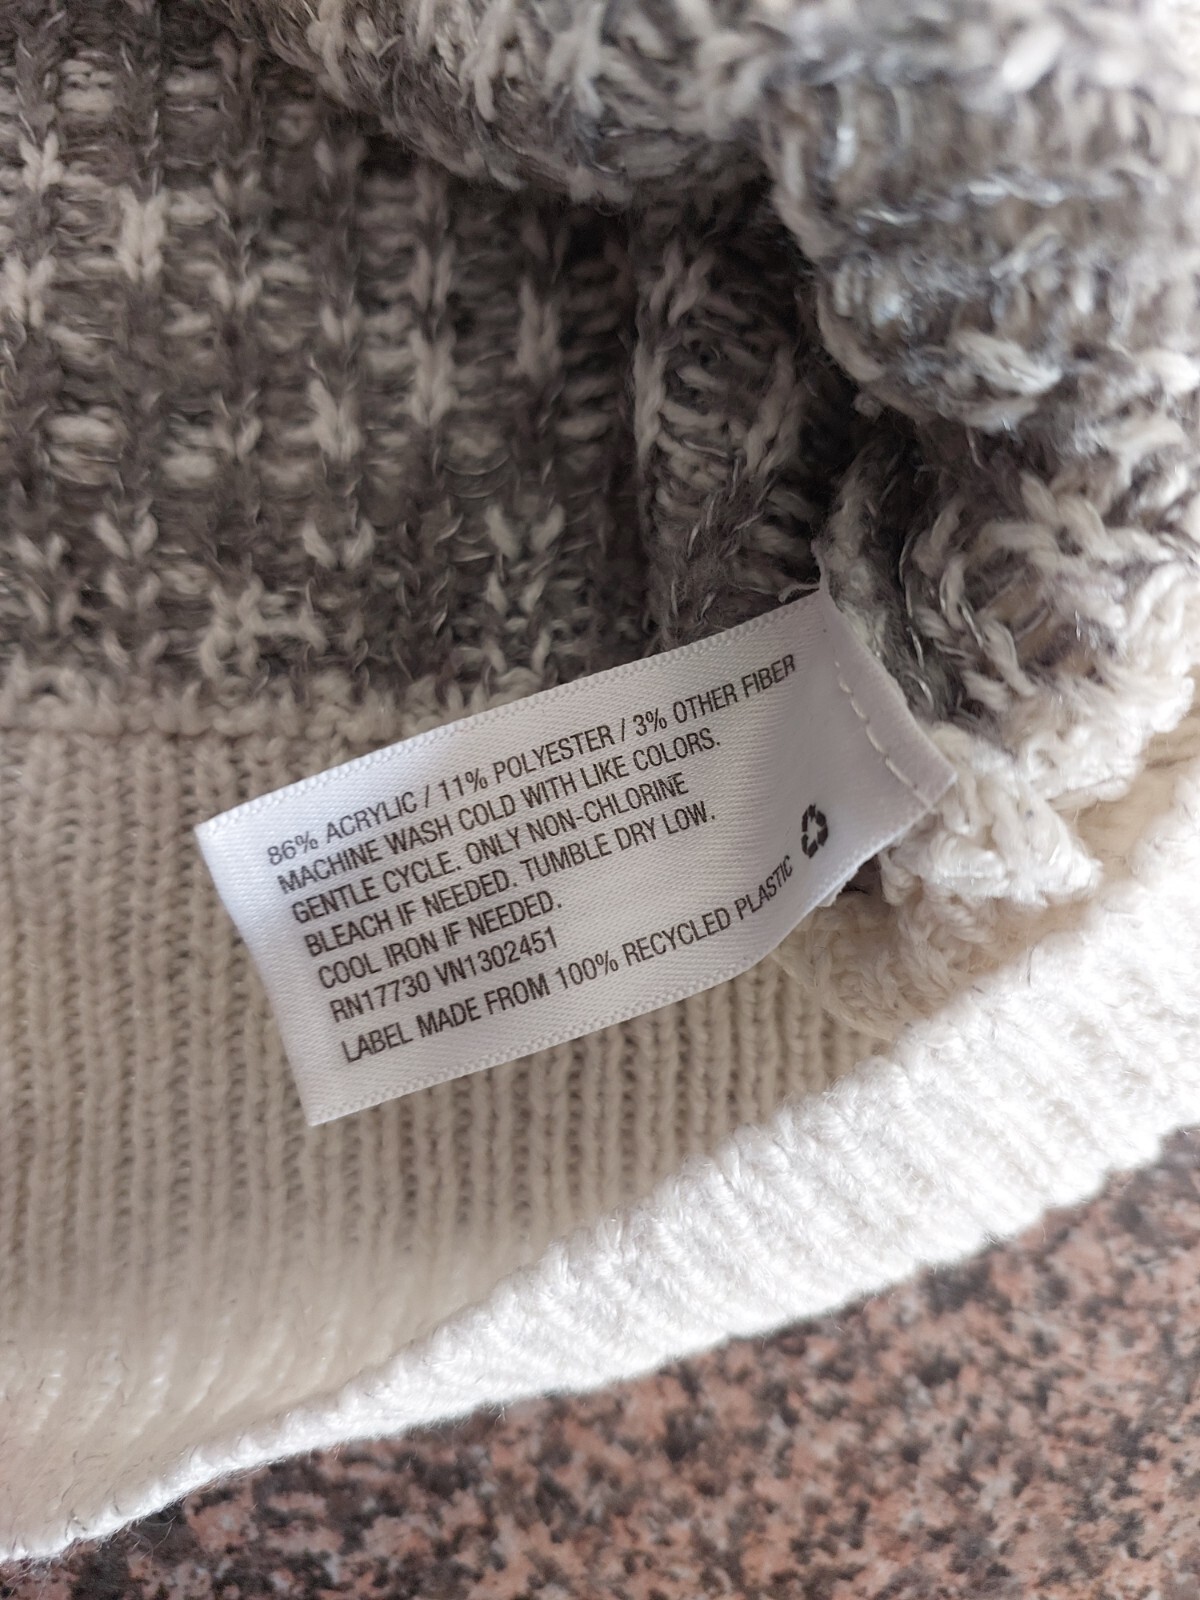 86% ACRYLIC / 11% POLYESTER / 3% OTHER FIBER
MACHINE WASH COLD WITH LIKE COLORS.
GENTLE CYCLE. ONLY NON-CHLORINE
BLEACH IF NEEDED. TUMBLE DRY LOW.
COOL IRON IF NEEDED.
RN17730 VN1302451
LABEL MADE FROM 100% RECYCLED PLASTIC